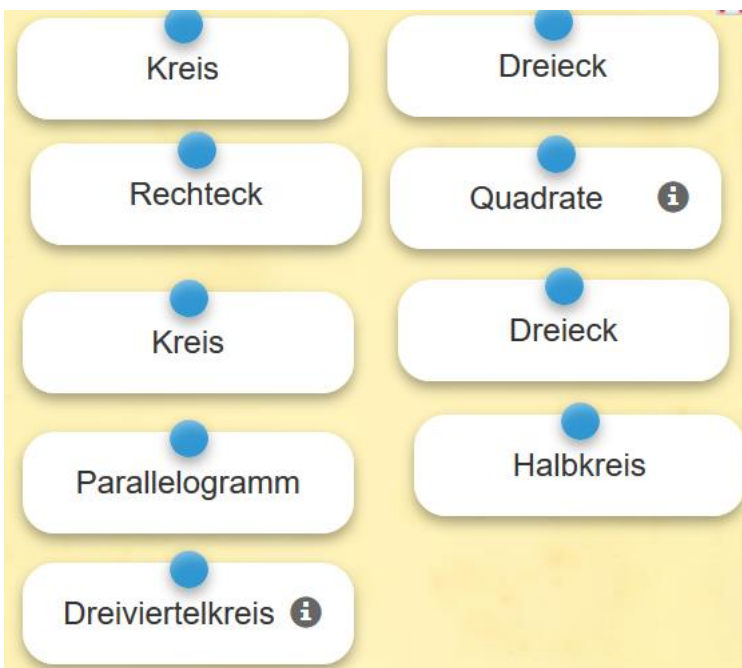 Kreis
Dreieck
Rechteck
Quadrate
Kreis
Dreieck
Parallelogramm
Halbkreis
Dreiviertelkreis